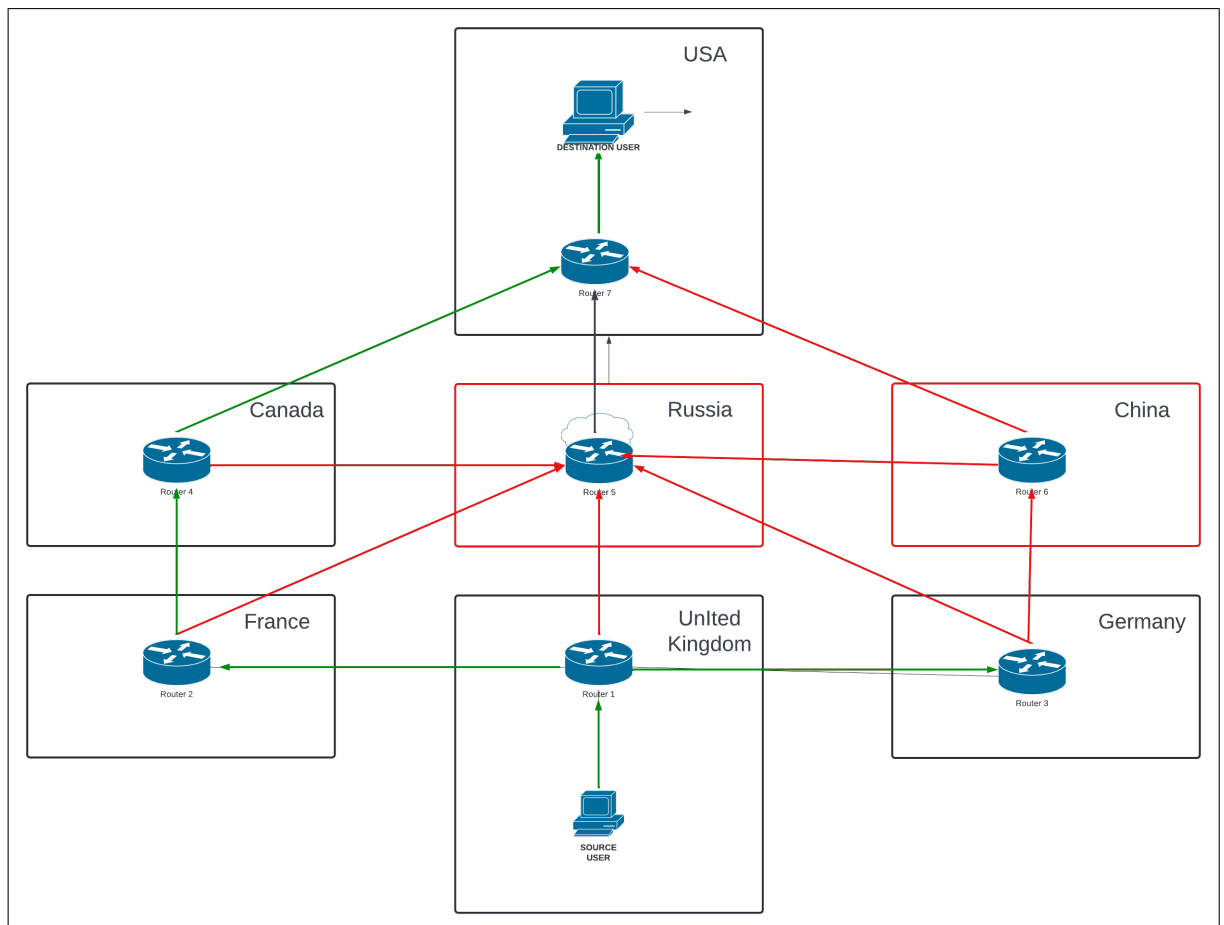 USA
DESTINATION USER
Router 7
Canada
Russia
China
Router 4
Router 5
Router 6
France
UnIted
Kingdom
Germany
Router 2
Router 1
Router 3
SOURCE
USER